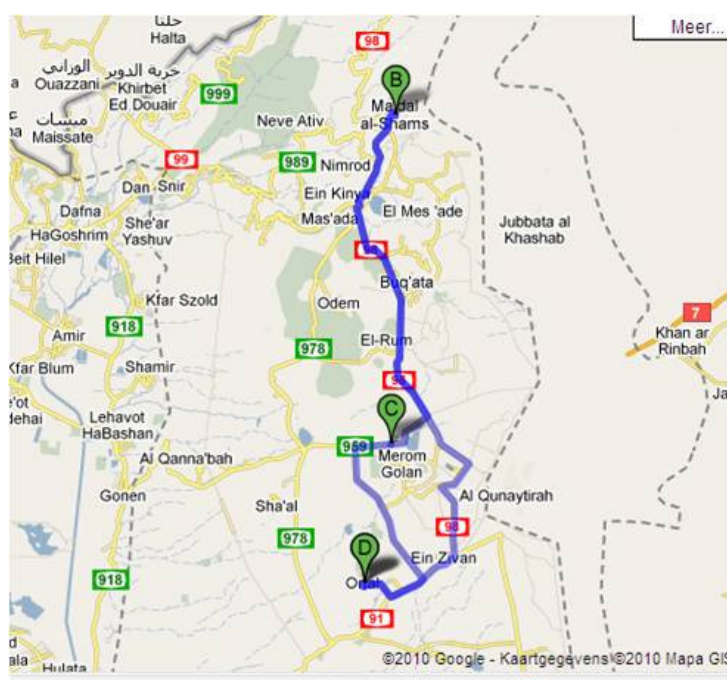 Meer...
حلتا
Halta
98
B
الوزاني
Ouazzani
خربة الدوير
Khirbet
Ed Douair
999
Majdal
al-Shams
Neve Ativ
ميسات
Maissate
99
989
Nimrod
Dan
Snir
Ein Kinya
Dafna
El Mes 'ade
Mas'ada
HaGoshrim
She'ar
Yashuv
Jubbata al
Khashab
Beit Hilel
98
Buq'ata
Kfar Szold
Odem
7
918
Amir
El-Rum
Khan ar
Rinbah
978
Kfar Blum
Shamir
98
C
Lehavot
HaBashan
959
Merom
Golan
Al Qanna'bah
Gonen
Sha'al
Al Qunaytirah
98
978
D
Ein Zivan
918
Ortal
91
©2010 Google - Kaartgegevens ©2010 Mapa GIS
Hulata